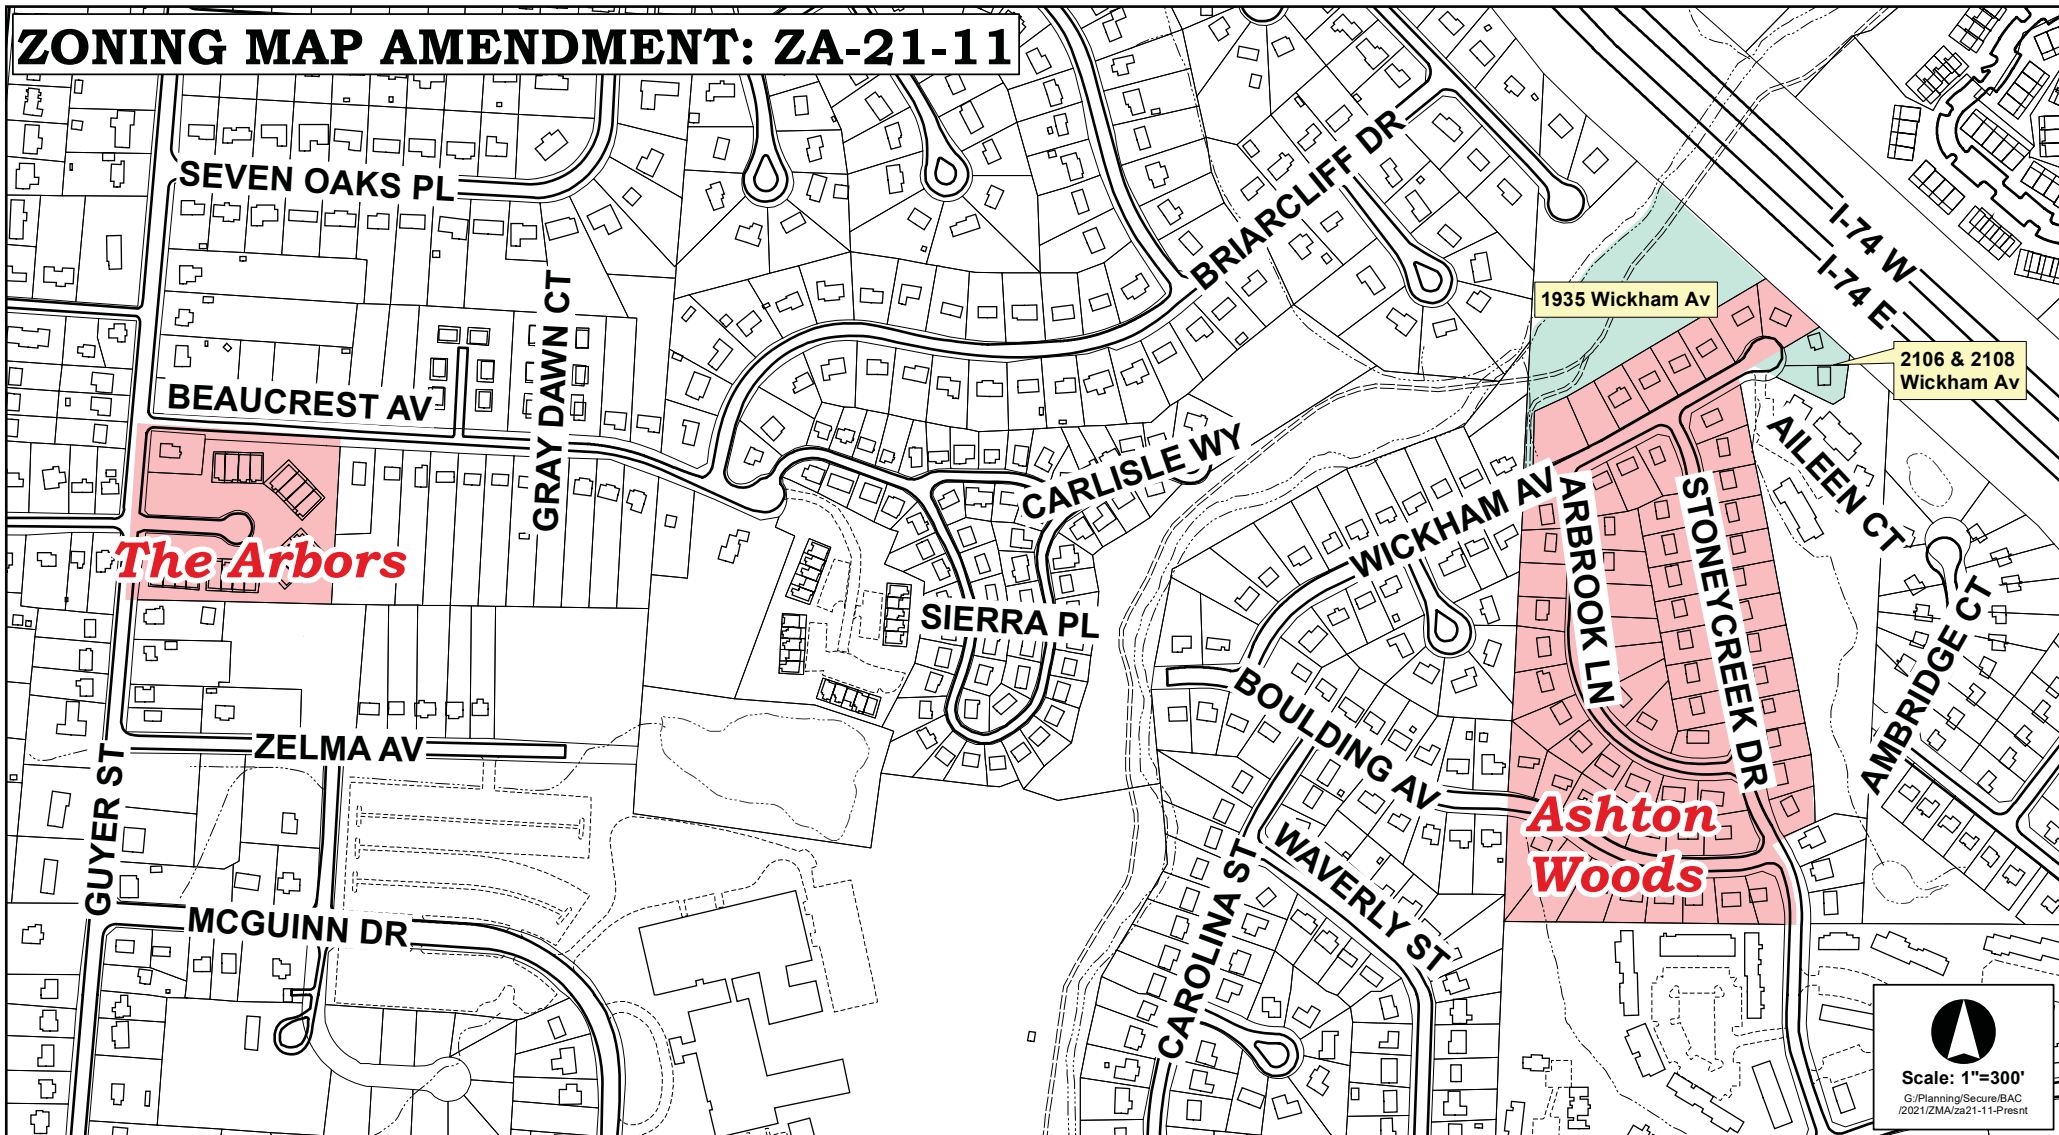 ZONING MAP AMENDMENT: ZA-21-11
SEVEN OAKS PL
BRIARCLIFF DR
I-74 W
I-74 E
1935 Wickham Av
2106 & 2108
Wickham Av
GRAY DAWN CT
BEAUCREST AV
CARLISLE WY
AILEEN CT
WICKHAM AV
ARBROOK LN
STONEYCREEK DR
The Arbors
SIERRA PL
AMBRIDGE CT
BOULDING AV
ZELMA AV
GUYER ST
Ashton
Woods
WAVERLY ST
CAROLINA ST
MCGUINN DR
Scale: 1"=300'
G:/Planning/Secure/BAC
/2021/ZMA/za21-11-Presnt